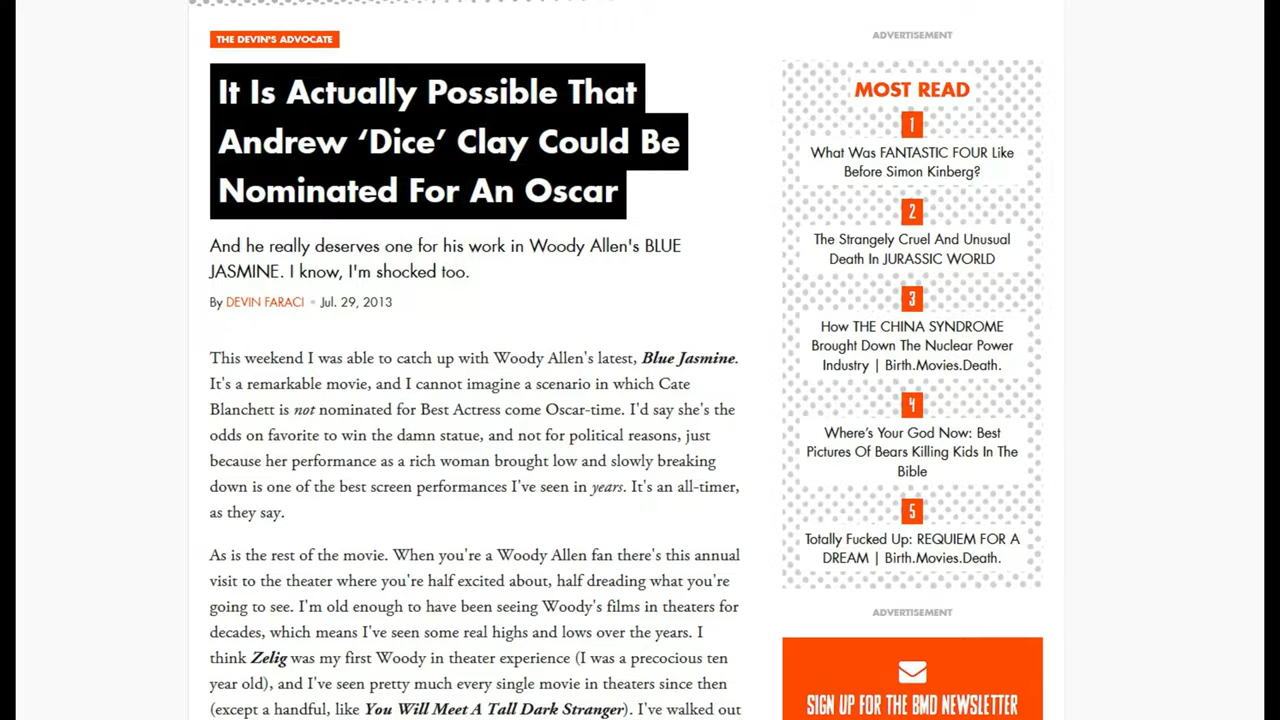 THE DEVIN'S ADVOCATE
It Is Actually Possible That
Andrew ‘Dice’ Clay Could Be
Nominated For An Oscar
And he really deserves one for his work in Woody Allen's BLUE
JASMINE. I know, I'm shocked too.
By DEVIN FARACI • Jul. 29, 2013
This weekend I was able to catch up with Woody Allen's latest, Blue Jasmine.
It's a remarkable movie, and I cannot imagine a scenario in which Cate
Blanchett is not nominated for Best Actress come Oscar-time. I'd say she's the
odds on favorite to win the damn statue, and not for political reasons, just
because her performance as a rich woman brought low and slowly breaking
down is one of the best screen performances I've seen in years. It's an all-timer,
as they say.
As is the rest of the movie. When you're a Woody Allen fan there's this annual
visit to the theater where you're half excited about, half dreading what you're
going to see. I'm old enough to have been seeing Woody's films in theaters for
decades, which means I've seen some real highs and lows over the years. I
think Zelig was my first Woody in theater experience (I was a precocious ten
year old), and I've seen pretty much every single movie in theaters since then
(except a handful, like You Will Meet A Tall Dark Stranger). I've walked out
ADVERTISEMENT
MOST READ
1
What Was FANTASTIC FOUR Like
Before Simon Kinberg?
2
The Strangely Cruel And Unusual
Death In JURASSIC WORLD
3
How THE CHINA SYNDROME
Brought Down The Nuclear Power
Industry | Birth.Movies.Death.
4
Where’s Your God Now: Best
Pictures Of Bears Killing Kids In The
Bible
5
Totally Fucked Up: REQUIEM FOR A
DREAM | Birth.Movies.Death.
ADVERTISEMENT
SIGN UP FOR THE BMD NEWSLETTER